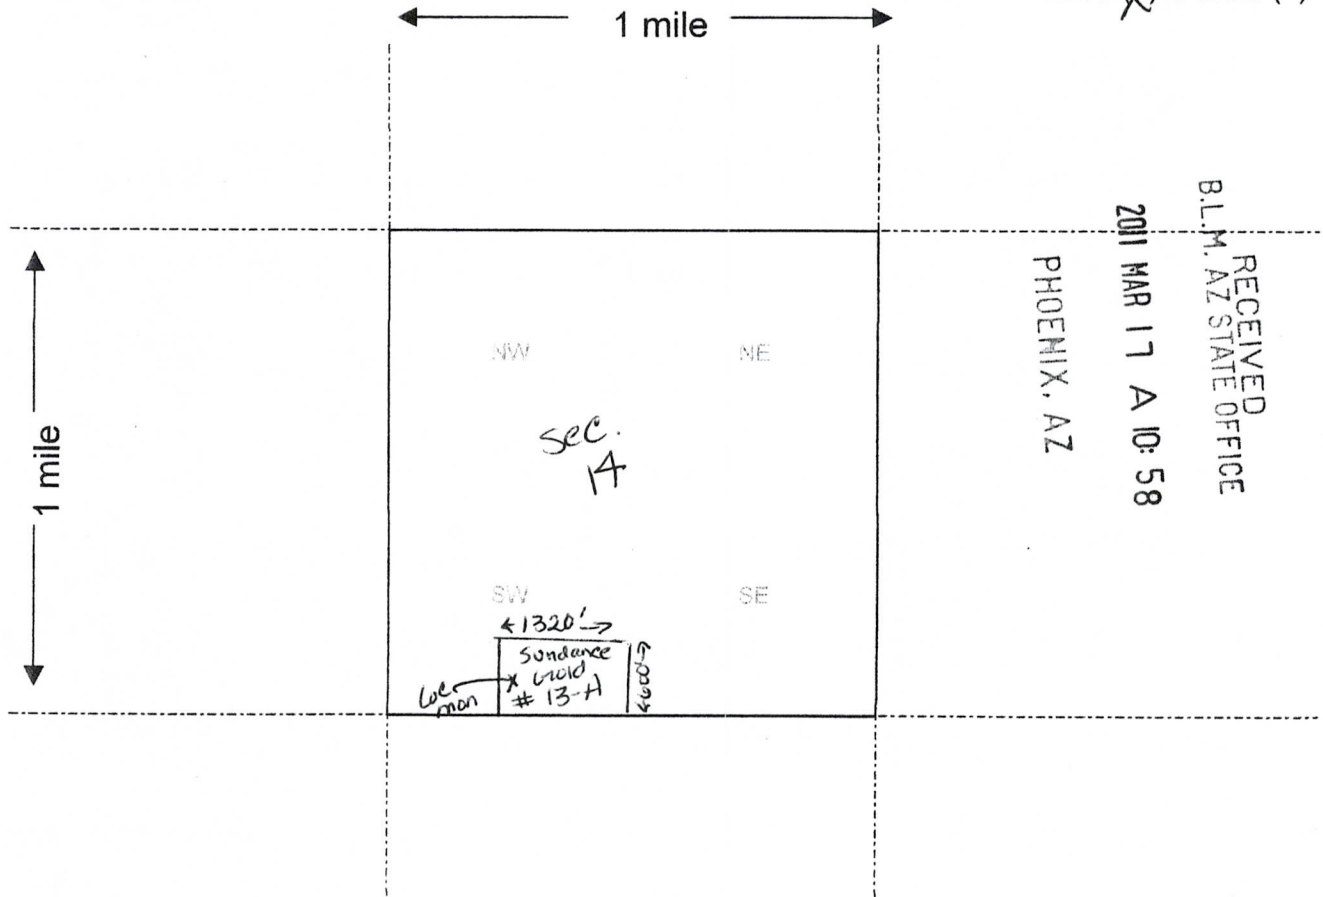 1 mile
RECEIVED
B.L.M. AZ STATE OFFICE
2011 MAR 17 A 10:58
PHOENIX, AZ
1 mile
NW
NE
Sec.
14
SW
SE
1320'
Sundance
Gold
# 13-A
600'
Loc
mon